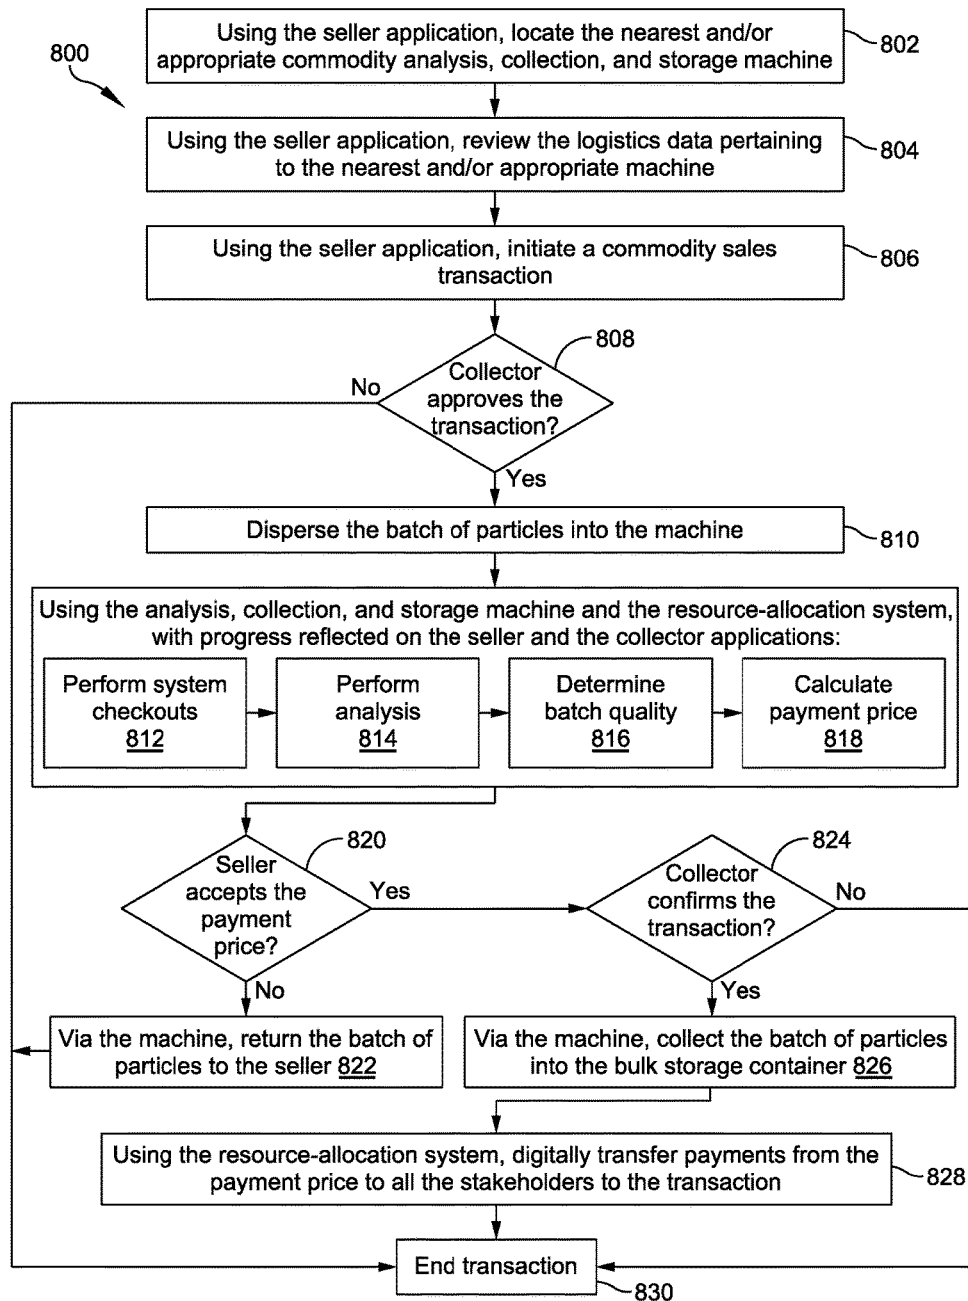 800
Using the seller application, locate the nearest and/or
appropriate commodity analysis, collection, and storage machine
802
Using the seller application, review the logistics data pertaining
to the nearest and/or appropriate machine
804
Using the seller application, initiate a commodity sales
transaction
806
808
Collector
approves the
transaction?
No
Yes
Disperse the batch of particles into the machine
810
Using the analysis, collection, and storage machine and the resource-allocation system,
with progress reflected on the seller and the collector applications:
Perform system
checkouts
812
Perform
analysis
814
Determine
batch quality
816
Calculate
payment price
818
820
Seller
accepts the
payment
price?
Yes
No
824
Collector
confirms the
transaction?
No
Yes
Via the machine, return the batch of
particles to the seller 822
Via the machine, collect the batch of particles
into the bulk storage container 826
Using the resource-allocation system, digitally transfer payments from the
payment price to all the stakeholders to the transaction
828
End transaction
830